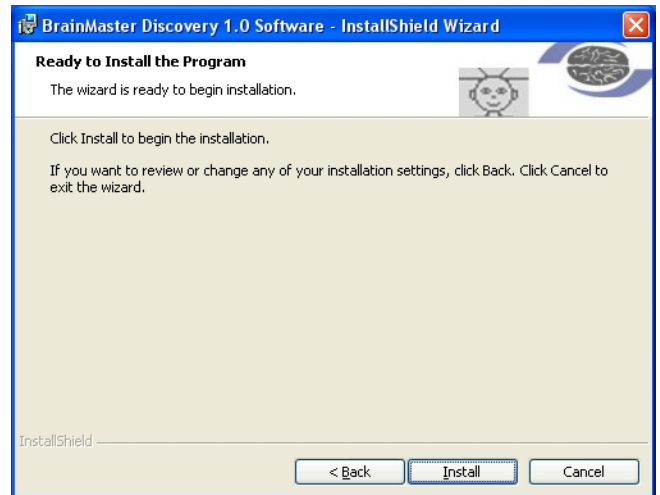 BrainMaster Discovery 1.0 Software - InstallShield Wizard
Ready to Install the Program
The wizard is ready to begin installation.
Click Install to begin the installation.
If you want to review or change any of your installation settings, click Back. Click Cancel to
exit the wizard.
InstallShield
< Back
Install
Cancel